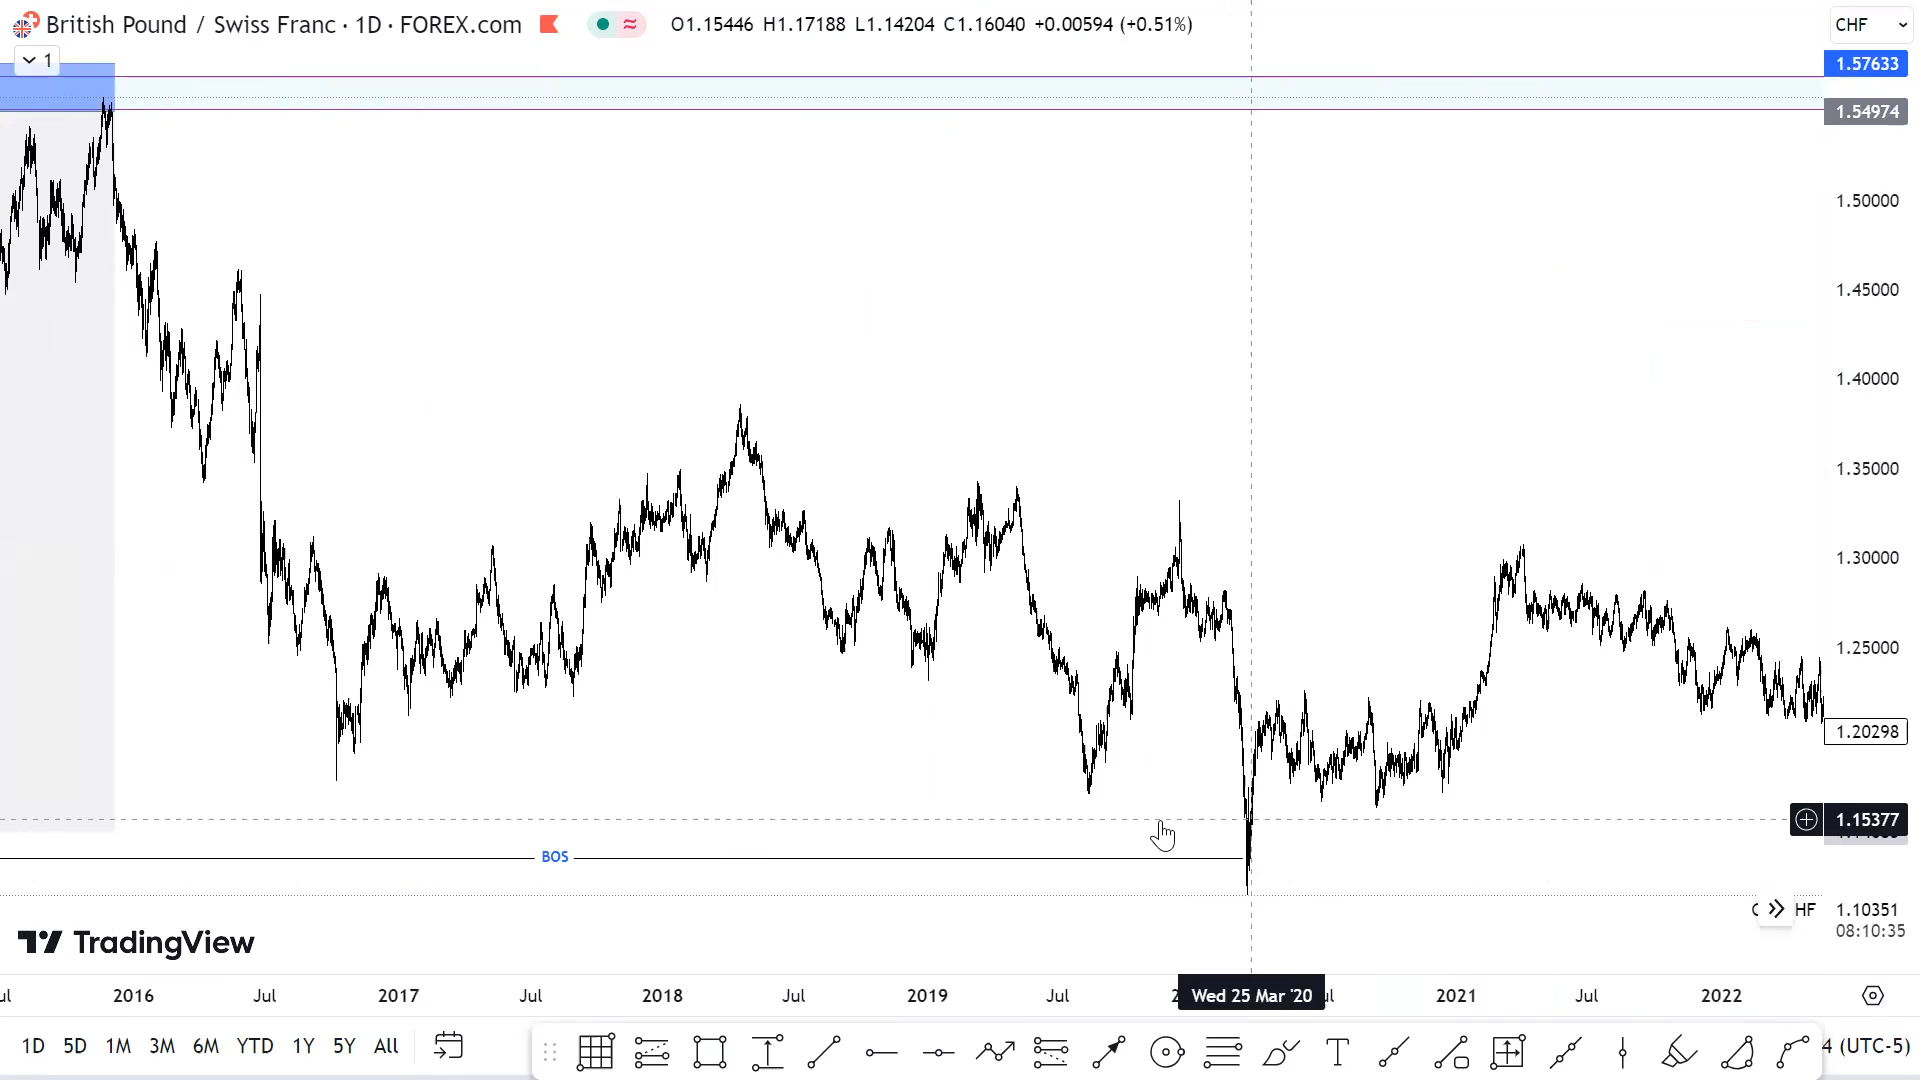 British Pound / Swiss Franc · 1D · FOREX.com O1.15446 H1.17188 L1.14204 C1.16040 +0.00594 (+0.51%) CHF
1
1.57633
1.54974
1.50000
1.45000
1.40000
1.35000
1.30000
1.25000
1.20298
1.15377
BOS
HF 1.10351
08:10:35
TradingView
2016 Jul 2017 Jul 2018 Jul 2019 Jul Wed 25 Mar '20 2021 Jul 2022
1D 5D 1M 3M 6M YTD 1Y 5Y All 4 (UTC-5)